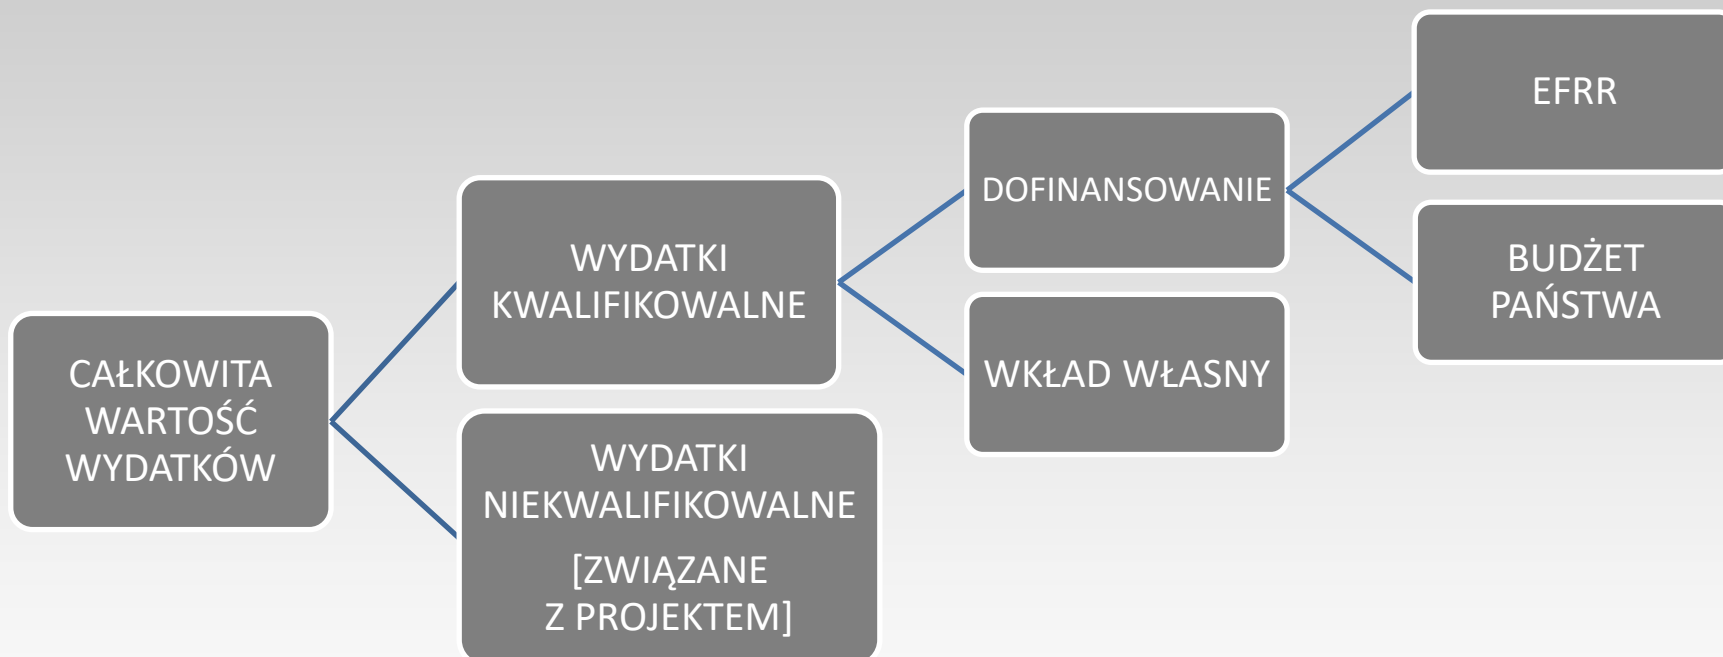 CAŁKOWITA
WARTOŚĆ
WYDATKÓW
WYDATKI
KWALIFIKOWALNE
WYDATKI
NIEKWALIFIKOWALNE
[ZWIĄZANE
Z PROJEKTEM]
DOFINANSOWANIE
WKŁAD WŁASNY
EFRR
BUDŻET
PAŃSTWA